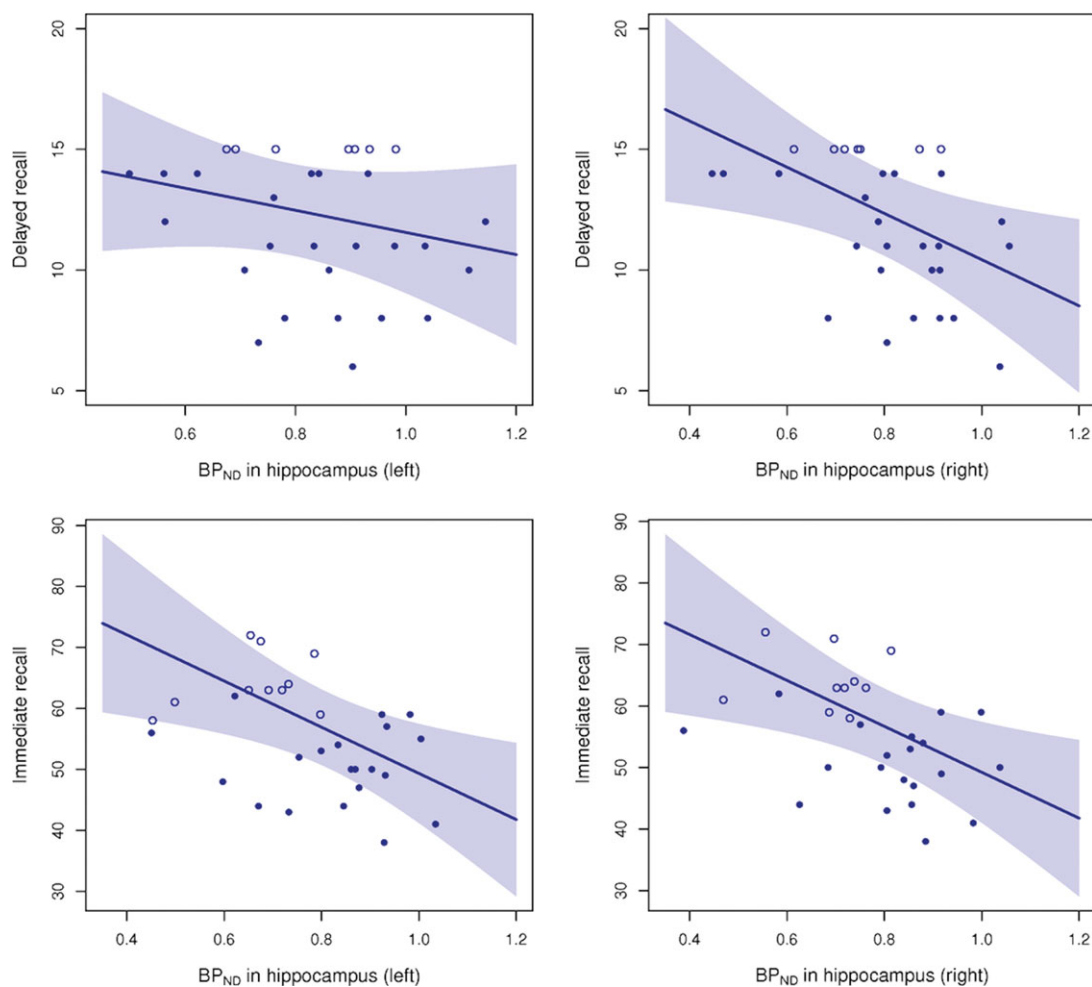 20
15
10
5
Delayed recall
0.6 0.8 1.0 1.2
BPND in hippocampus (left)
20
15
10
5
Delayed recall
0.4 0.6 0.8 1.0 1.2
BPND in hippocampus (right)
90
80
70
60
50
40
30
Immediate recall
0.4 0.6 0.8 1.0 1.2
BPND in hippocampus (left)
90
80
70
60
50
40
30
Immediate recall
0.4 0.6 0.8 1.0 1.2
BPND in hippocampus (right)